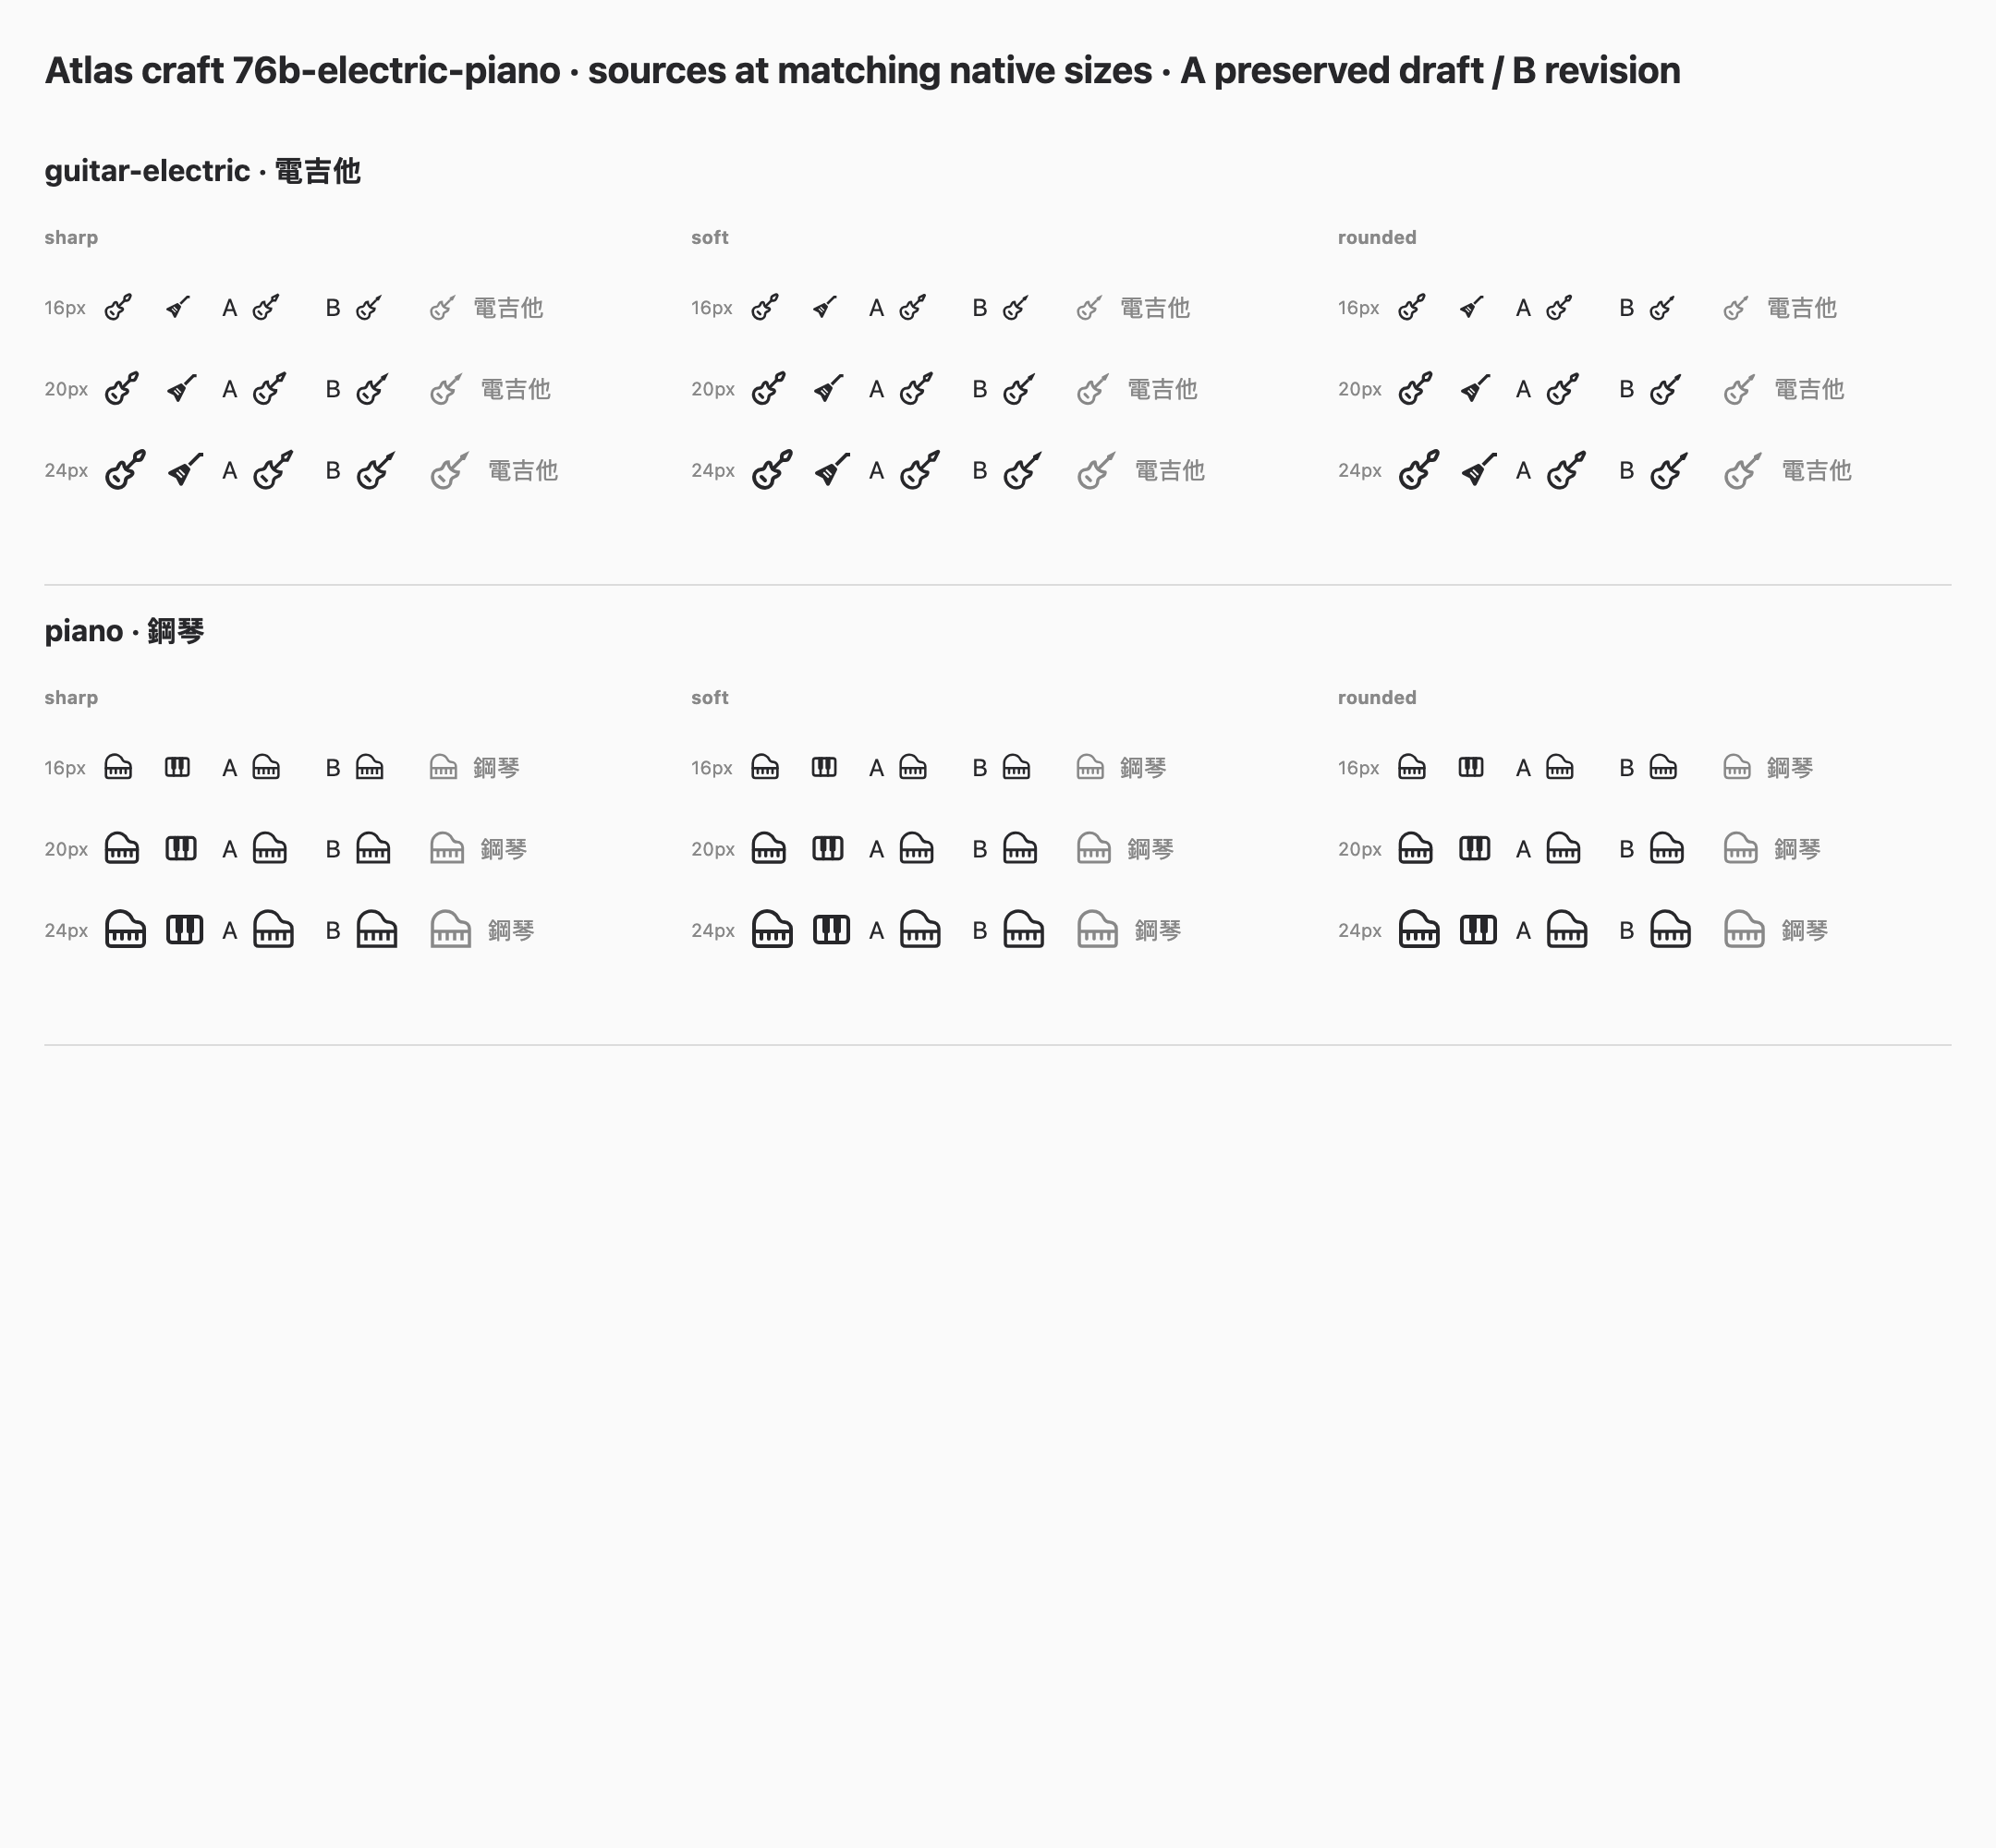 Atlas craft 76b-electric-piano · sources at matching native sizes · A preserved draft / B revision
guitar-electric · 電吉他
sharp soft rounded
16px A B 電吉他 16px A B 電吉他 16px A B 電吉他
20px A B 電吉他 20px A B 電吉他 20px A B 電吉他
24px A B 電吉他 24px A B 電吉他 24px A B 電吉他
piano · 鋼琴
sharp soft rounded
16px A B 鋼琴 16px A B 鋼琴 16px A B 鋼琴
20px A B 鋼琴 20px A B 鋼琴 20px A B 鋼琴
24px A B 鋼琴 24px A B 鋼琴 24px A B 鋼琴